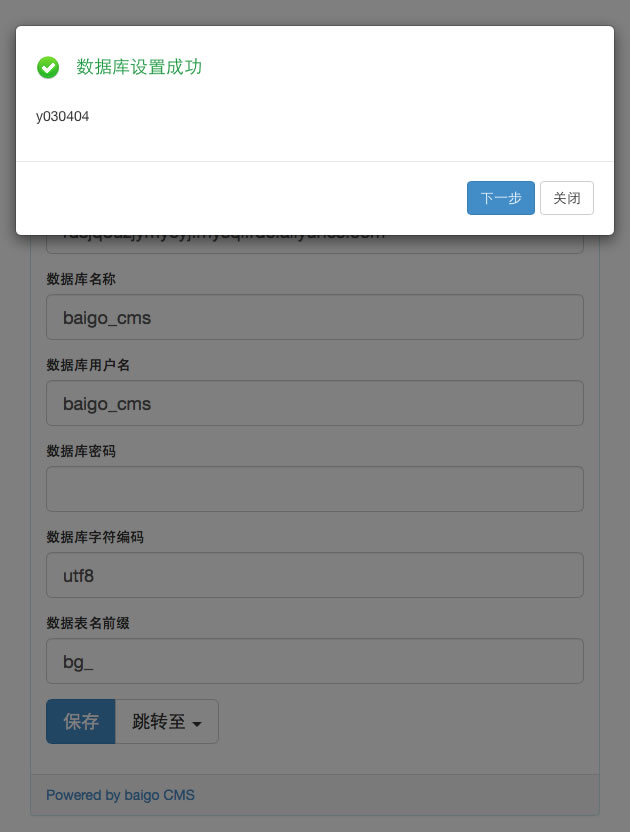 数据库设置成功
y030404
下一步 关闭
数据库名称
baigo_cms
数据库用户名
baigo_cms
数据库密码
数据库字符编码
utf8
数据表名前缀
bg_
保存 跳转至
Powered by baigo CMS